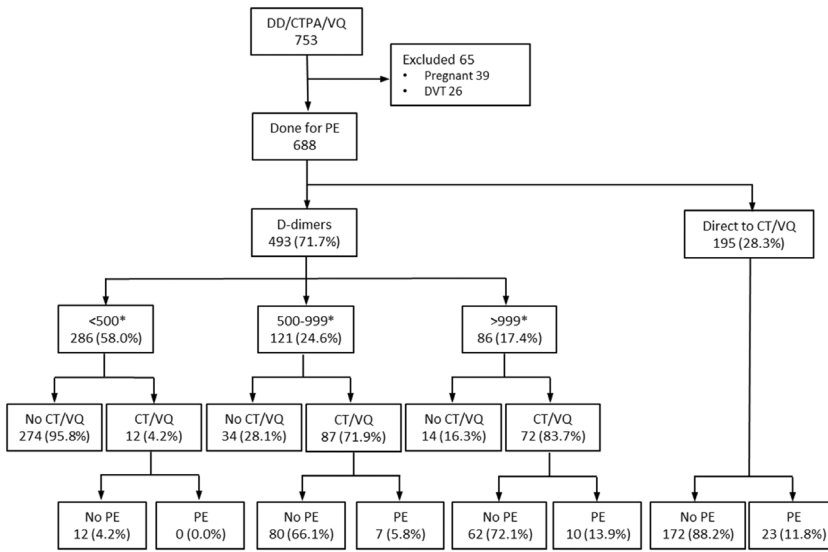 DD/CTPA/VQ
753
Excluded 65
• Pregnant 39
• DVT 26
Done for PE
688
D-dimers
493 (71.7%)
Direct to CT/VQ
195 (28.3%)
<500*
286 (58.0%)
500-999*
121 (24.6%)
>999*
86 (17.4%)
No CT/VQ
274 (95.8%)
CT/VQ
12 (4.2%)
No CT/VQ
34 (28.1%)
CT/VQ
87 (71.9%)
No CT/VQ
14 (16.3%)
CT/VQ
72 (83.7%)
No PE
12 (4.2%)
PE
0 (0.0%)
No PE
80 (66.1%)
PE
7 (5.8%)
No PE
62 (72.1%)
PE
10 (13.9%)
No PE
172 (88.2%)
PE
23 (11.8%)